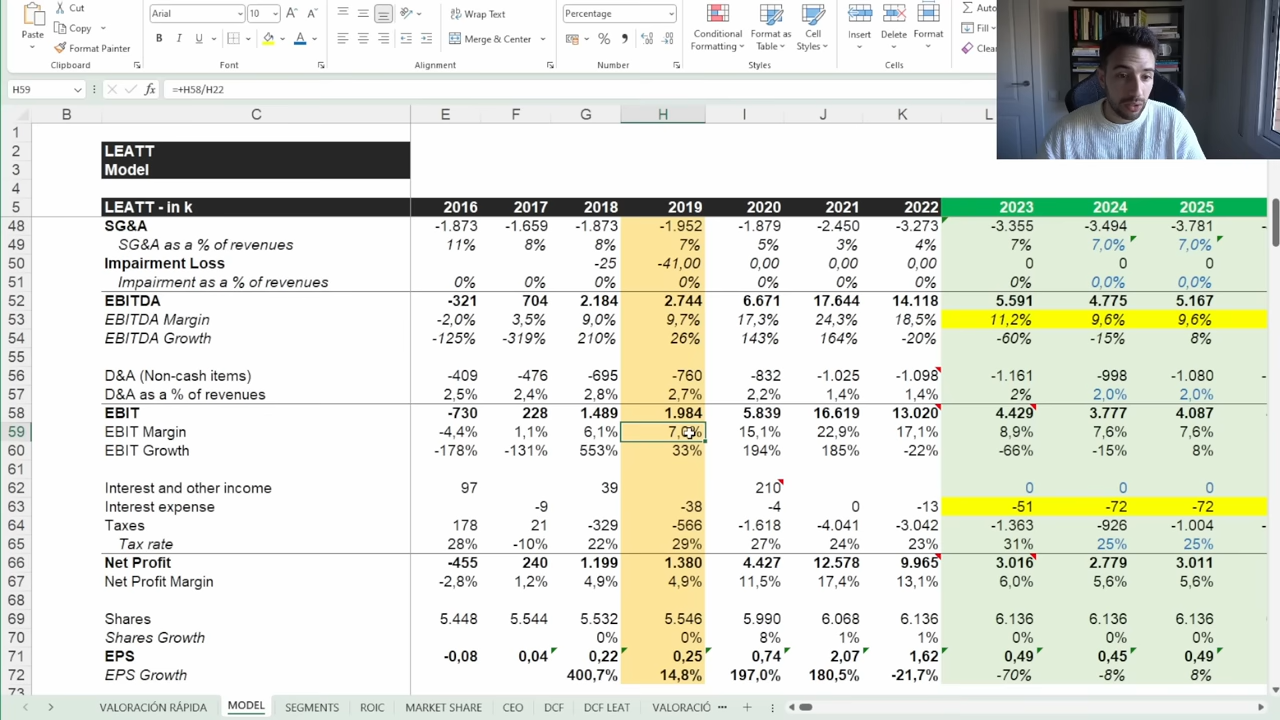 Cut
Arial 10 A^ A˅ Wrap Text Percentage Auto
Paste Copy Conditional Formatting Format as Table Cell Styles Insert Delete Format Fill
Format Painter B I U A Merge & Center % Clea
Clipboard Font Alignment Number Styles Cells
H59 fx =+H58/H22
B C E F G H I J K L
1
2 LEATT
3 Model
4
5 LEATT - in k 2016 2017 2018 2019 2020 2021 2022 2023 2024 2025
48 SG&A -1.873 -1.659 -1.873 -1.952 -1.879 -2.450 -3.273 -3.355 -3.494 -3.781
49 SG&A as a % of revenues 11% 8% 8% 7% 5% 3% 4% 7% 7,0% 7,0%
50 Impairment Loss -25 -41,00 0,00 0,00 0,00 0 0 0
51 Impairment as a % of revenues 0% 0% 0% 0% 0% 0% 0% 0% 0,0% 0,0%
52 EBITDA -321 704 2.184 2.744 6.671 17.644 14.118 5.591 4.775 5.167
53 EBITDA Margin -2,0% 3,5% 9,0% 9,7% 17,3% 24,3% 18,5% 11,2% 9,6% 9,6%
54 EBITDA Growth -125% -319% 210% 26% 143% 164% -20% -60% -15% 8%
55
56 D&A (Non-cash items) -409 -476 -695 -760 -832 -1.025 -1.098 -1.161 -998 -1.080
57 D&A as a % of revenues 2,5% 2,4% 2,8% 2,7% 2,2% 1,4% 1,4% 2% 2,0% 2,0%
58 EBIT -730 228 1.489 1.984 5.839 16.619 13.020 4.429 3.777 4.087
59 EBIT Margin -4,4% 1,1% 6,1% 7,0% 15,1% 22,9% 17,1% 8,9% 7,6% 7,6%
60 EBIT Growth -178% -131% 553% 33% 194% 185% -22% -66% -15% 8%
61
62 Interest and other income 97 39 210 0 0 0
63 Interest expense -9 -38 -4 0 -13 -51 -72 -72
64 Taxes 178 21 -329 -566 -1.618 -4.041 -3.042 -1.363 -926 -1.004
65 Tax rate 28% -10% 22% 29% 27% 24% 23% 31% 25% 25%
66 Net Profit -455 240 1.199 1.380 4.427 12.578 9.965 3.016 2.779 3.011
67 Net Profit Margin -2,8% 1,2% 4,9% 4,9% 11,5% 17,4% 13,1% 6,0% 5,6% 5,6%
68
69 Shares 5.448 5.544 5.532 5.546 5.990 6.068 6.136 6.136 6.136 6.136
70 Shares Growth 0% 0% 8% 1% 1% 0% 0% 0%
71 EPS -0,08 0,04 0,22 0,25 0,74 2,07 1,62 0,49 0,45 0,49
72 EPS Growth 400,7% 14,8% 197,0% 180,5% -21,7% -70% -8% 8%
73
VALORACIÓN RÁPIDA MODEL SEGMENTS ROIC MARKET SHARE CEO DCF DCF LEAT VALORACIÓ ... +